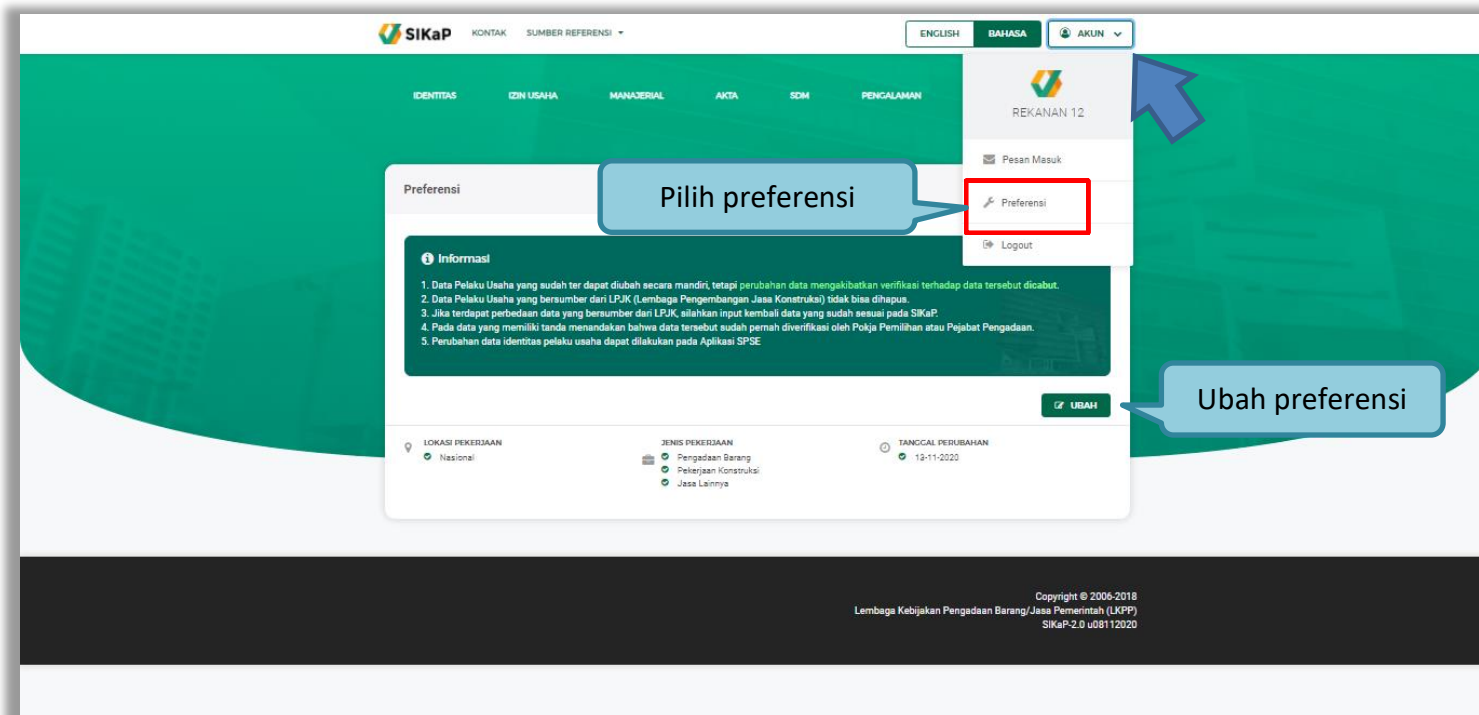 SIKaP KONTAK SUMBER REFERENSI ENGLISH BAHASA AKUN
IDENTITAS IZIN USAHA MANAJERIAL AKTA SDM PENGALAMAN
REKANAN 12
Pesan Masuk
Preferensi
Logout
Pilih preferensi
Preferensi
Informasi
1. Data Pelaku Usaha yang sudah ter dapat diubah secara mandiri, tetapi perubahan data mengakibatkan verifikasi terhadap data tersebut dicabut.
2. Data Pelaku Usaha yang bersumber dari LPJK (Lembaga Pengembangan Jasa Konstruksi) tidak bisa dihapus.
3. Jika terdapat perbedaan data yang bersumber dari LPJK, silahkan input kembali data yang sudah sesuai pada SIKaP.
4. Pada data yang memiliki tanda menandakan bahwa data tersebut sudah pernah diverifikasi oleh Pokja Pemilihan atau Pejabat Pengadaan.
5. Perubahan data identitas pelaku usaha dapat dilakukan pada Aplikasi SPSE
UBAH
Ubah preferensi
LOKASI PEKERJAAN
Nasional
JENIS PEKERJAAN
Pengadaan Barang
Pekerjaan Konstruksi
Jasa Lainnya
TANGGAL PERUBAHAN
13-11-2020
Copyright © 2006-2018
Lembaga Kebijakan Pengadaan Barang/Jasa Pemerintah (LKPP)
SIKaP-2.0 u08112020